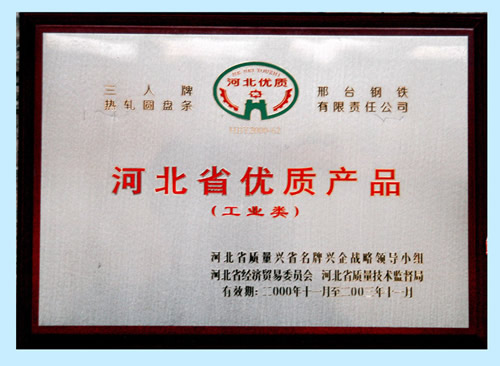 三人牌
热轧圆盘条
河北优质
邢台钢铁
有限责任公司
河北省优质产品
(工业类)
河北省质量兴省名牌兴企战略领导小组
河北省经济贸易委员会 河北省质量技术监督局
有效期:二000年十一月至二00三年十一月